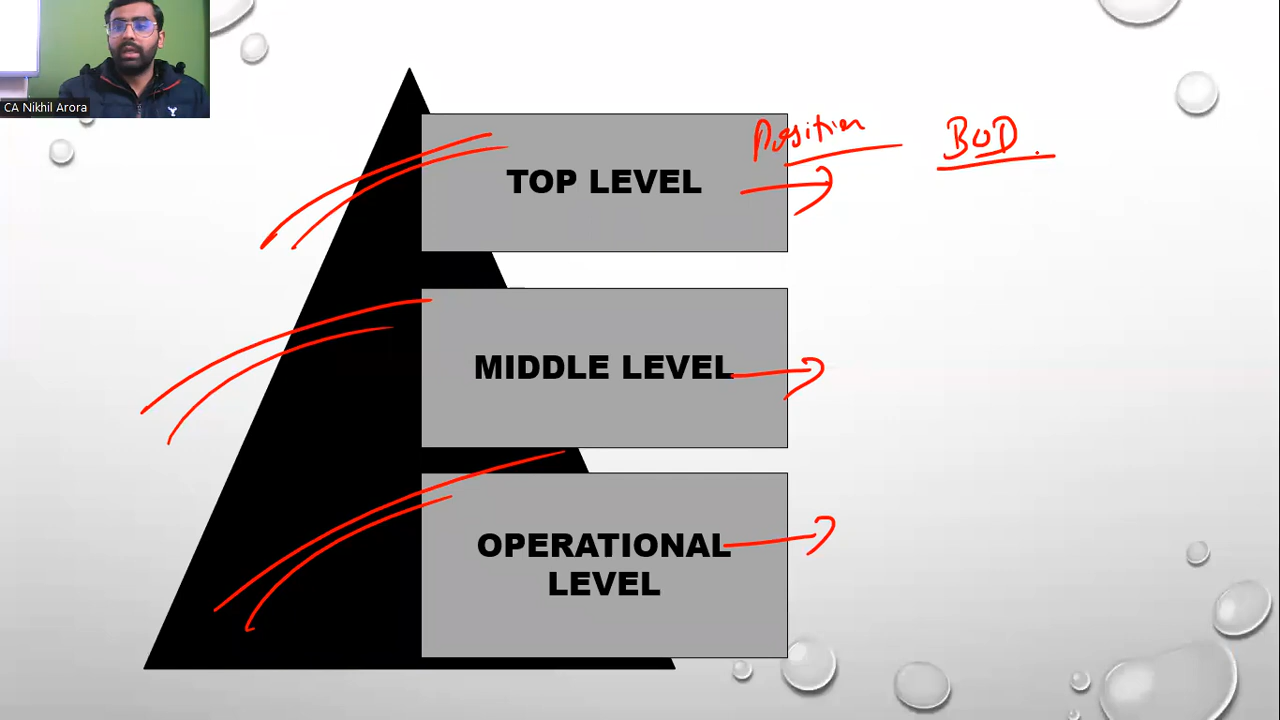 CA Nikhil Arora
Position BOD
TOP LEVEL
MIDDLE LEVEL
OPERATIONAL
LEVEL